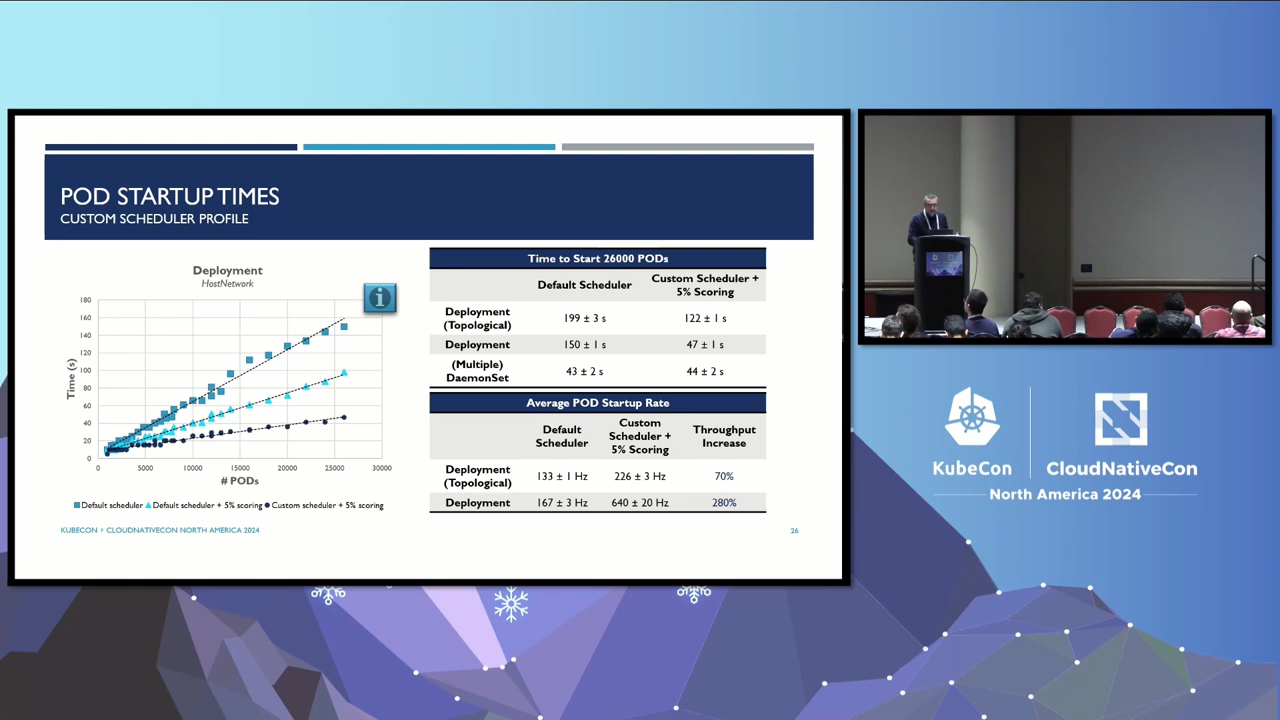 POD STARTUP TIMES
CUSTOM SCHEDULER PROFILE
Deployment
HostNetwork
i
180
160
140
120
100
80
60
40
20
0
Time (s)
0 5000 10000 15000 20000 25000 30000
# PODs
Default scheduler Default scheduler + 5% scoring Custom scheduler + 5% scoring
Time to Start 26000 PODs
Default Scheduler Custom Scheduler +
5% Scoring
Deployment
(Topological) 199 ± 3 s 122 ± 1 s
Deployment 150 ± 1 s 47 ± 1 s
(Multiple)
DaemonSet 43 ± 2 s 44 ± 2 s
Average POD Startup Rate
Default
Scheduler Custom
Scheduler +
5% Scoring Throughput
Increase
Deployment
(Topological) 133 ± 1 Hz 226 ± 3 Hz 70%
Deployment 167 ± 3 Hz 640 ± 20 Hz 280%
KUBECON + CLOUDNATIVECON NORTH AMERICA 2024
26
KubeCon CloudNativeCon
North America 2024